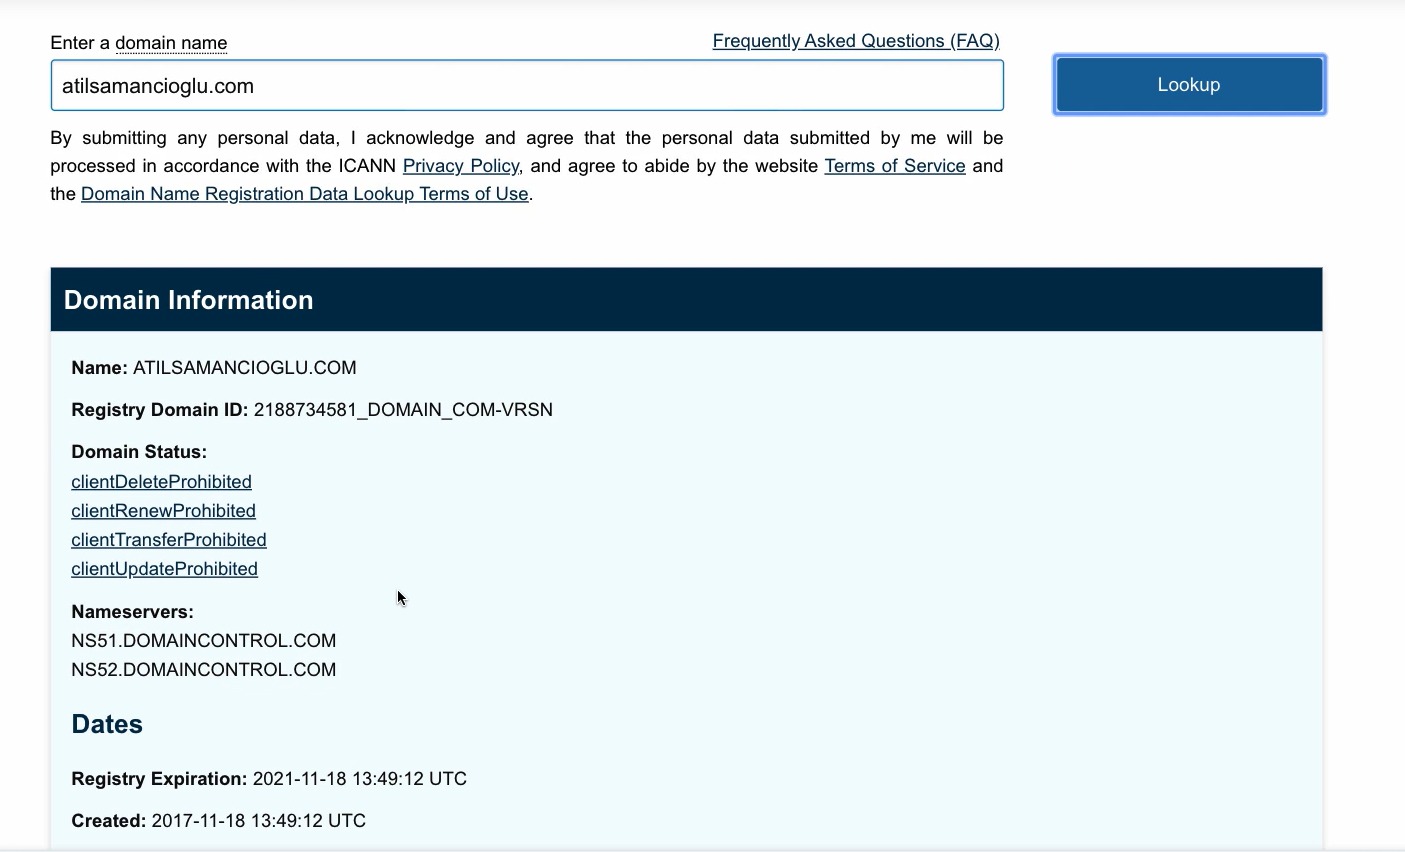 Enter a domain name
Frequently Asked Questions (FAQ)
atilsamancioglu.com
Lookup
By submitting any personal data, I acknowledge and agree that the personal data submitted by me will be
processed in accordance with the ICANN Privacy Policy, and agree to abide by the website Terms of Service and
the Domain Name Registration Data Lookup Terms of Use.
Domain Information
Name: ATILSAMANCIOGLU.COM
Registry Domain ID: 2188734581_DOMAIN_COM-VRSN
Domain Status:
clientDeleteProhibited
clientRenewProhibited
clientTransferProhibited
clientUpdateProhibited
Nameservers:
NS51.DOMAINCONTROL.COM
NS52.DOMAINCONTROL.COM
Dates
Registry Expiration: 2021-11-18 13:49:12 UTC
Created: 2017-11-18 13:49:12 UTC